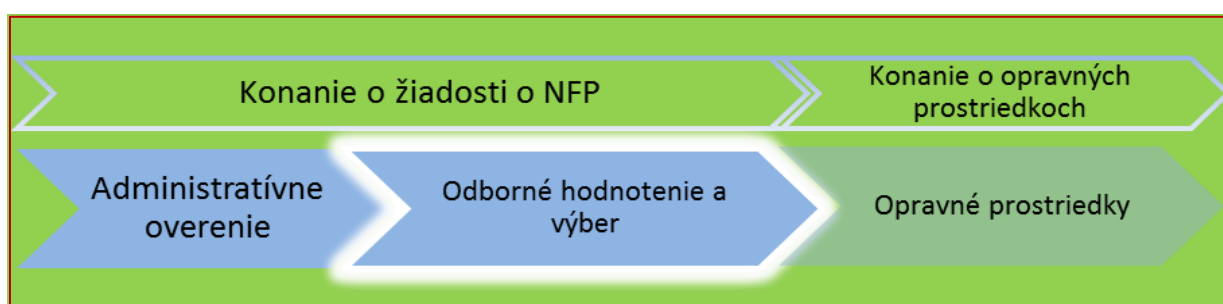 Konanie o žiadosti o NFP
Konanie o opravných
prostriedkoch
Administratívne
overenie
Odborné hodnotenie a
výber
Opravné prostriedky